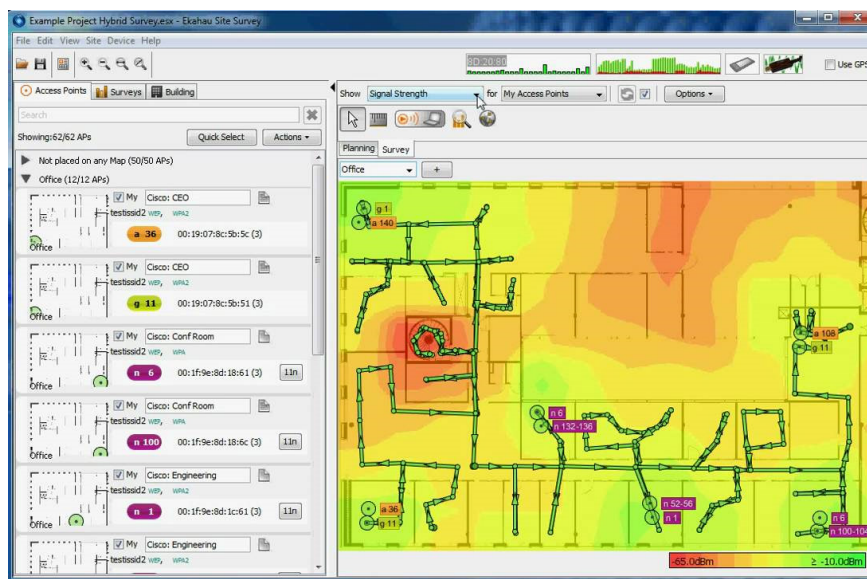 Example Project Hybrid Survey.esx - Ekahau Site Survey
File Edit View Site Device Help
8D:20:80
Use GPS
Access Points Surveys Building
Search
Showing:62/62 APs Quick Select Actions
Not placed on any Map (50/50 APs)
Office (12/12 APs)
My Cisco: CEO
testissid2 WEP, WPA2
a 36 00:19:07:8c:5b:5c (3)
Office
My Cisco: CEO
testissid2 WEP, WPA2
g 11 00:19:07:8c:5b:51 (3)
Office
My Cisco: Conf Room
testissid2 WEP, WPA
n 6 00:1f:9e:8d:18:61 (3) 11n
Office
My Cisco: Conf Room
testissid2 WEP, WPA
n 100 00:1f:9e:8d:18:6c (3) 11n
Office
My Cisco: Engineering
testissid2 WEP, WPA2
n 1 00:1f:9e:8d:1c:61 (3) 11n
Office
My Cisco: Engineering
testissid2 WEP, WPA2
Show Signal Strength for My Access Points Options
Planning Survey
Office +
g 1
a 140
a 108
g 11
n 6
n 132-136
n 52-56
n 1
a 36
g 11
n 6
n 100-104
-65.0dBm ≥ -10.0dBm